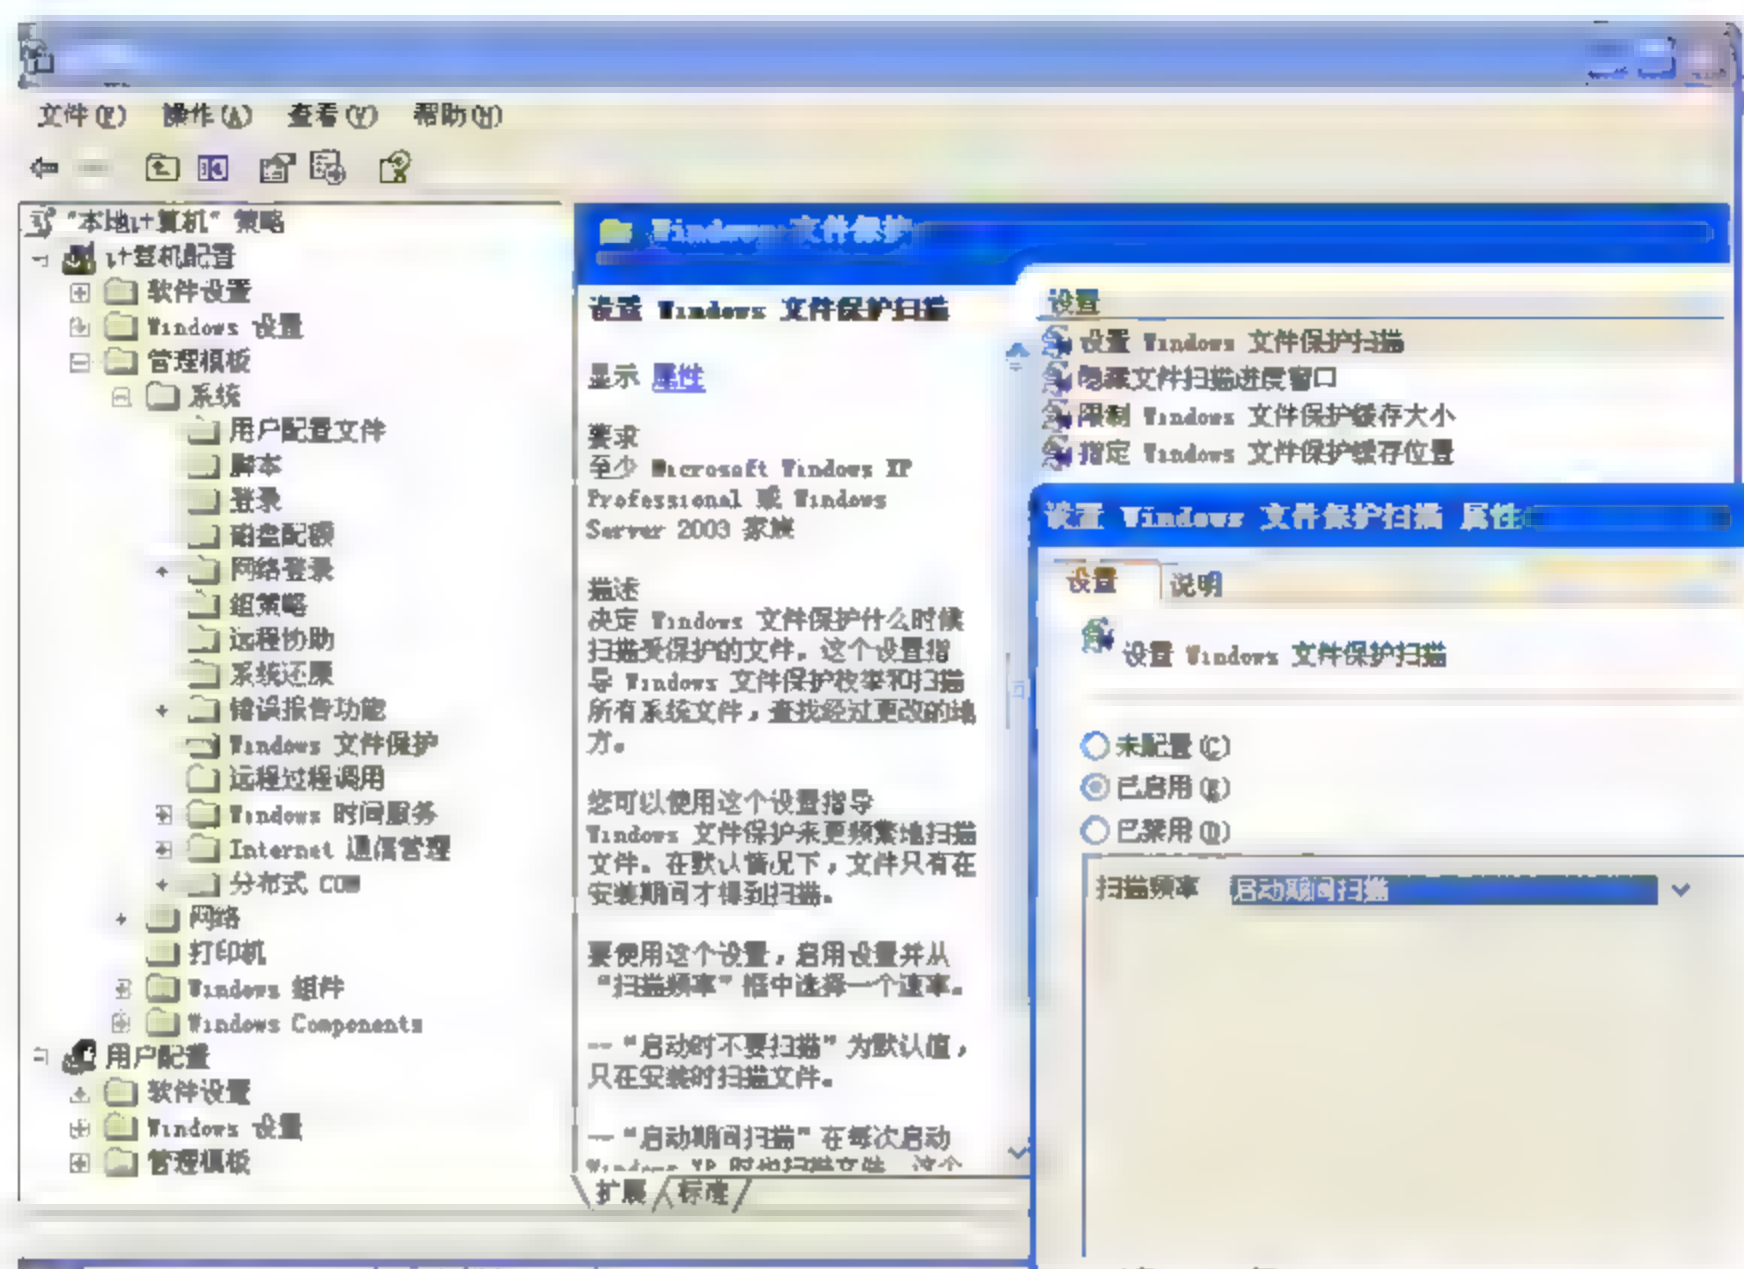 文件(F) 操作(A) 查看(V) 帮助(H)
"本地计算机" 策略
计算机配置
软件设置
Windows 设置
管理模板
系统
用户配置文件
脚本
登录
磁盘配额
网络登录
组策略
远程协助
系统还原
错误报告功能
Windows 文件保护
远程过程调用
Windows 时间服务
Internet 通信管理
分布式 COM
网络
打印机
Windows 组件
Windows Components
用户配置
软件设置
Windows 设置
管理模板
Windows 文件保护
设置 Windows 文件保护扫描
显示 属性
要求
至少 Microsoft Windows XP
Professional 或 Windows
Server 2003 家族
描述
决定 Windows 文件保护什么时候
扫描受保护的文件。这个设置指
导 Windows 文件保护枚举和扫描
所有系统文件，查找经过更改的地
方。
您可以使用这个设置指导
Windows 文件保护来更频繁地扫描
文件。在默认情况下，文件只有在
安装期间才得到扫描。
要使用这个设置，启用设置并从
“扫描频率”框中选择一个速率。
-- “启动时不要扫描”为默认值，
只在安装时扫描文件。
-- “启动期间扫描”在每次启动
Windows XP 时也扫描文件。这个
扩展 标准
设置
设置 Windows 文件保护扫描
隐藏文件扫描进度窗口
限制 Windows 文件保护缓存大小
指定 Windows 文件保护缓存位置
设置 Windows 文件保护扫描 属性
设置 说明
设置 Windows 文件保护扫描
未配置(C)
已启用(E)
已禁用(D)
扫描频率 启动期间扫描